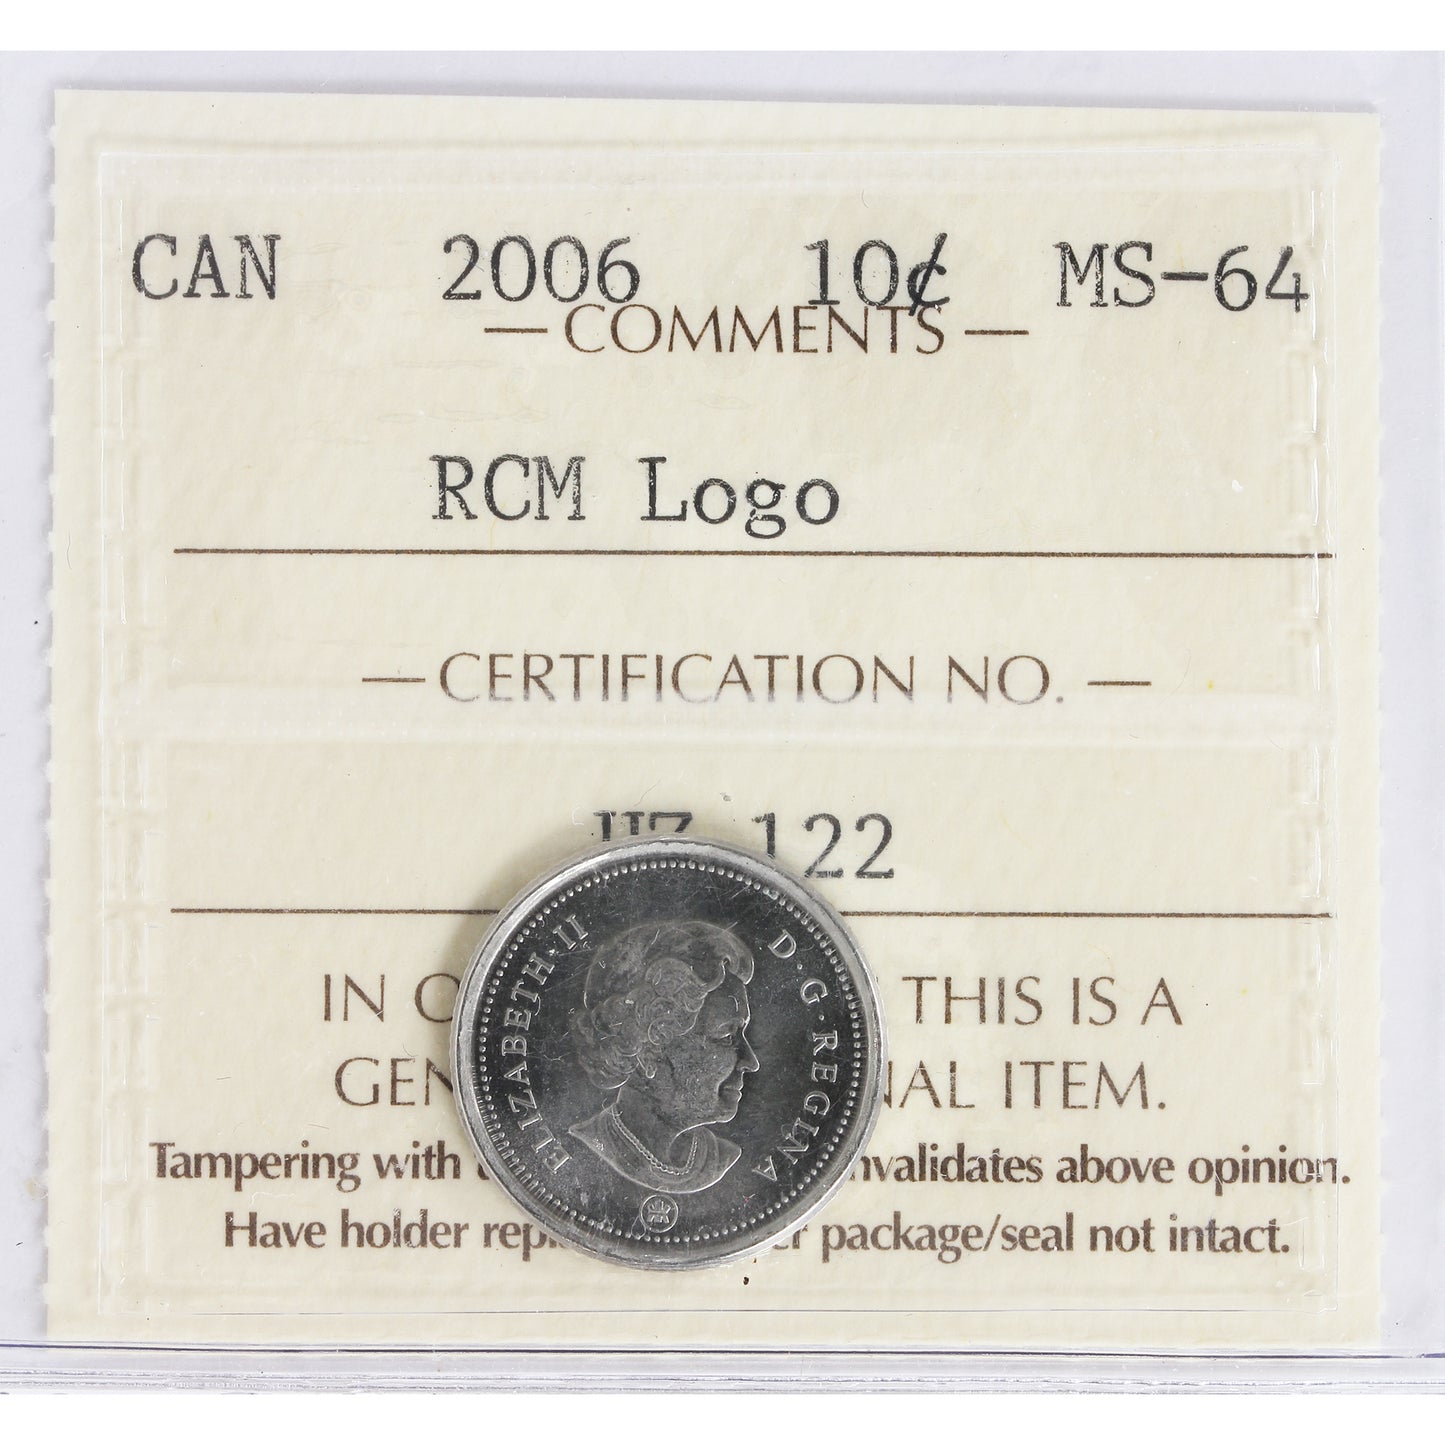 CAN 2006 10¢ MS-64
— COMMENTS —
RCM Logo
— CERTIFICATION NO. —
122
IN THIS IS A
ITEM.
Tampering with invalidates above opinion.
Have holder package/seal not intact.
ELIZABETH·II D·G·REGINA